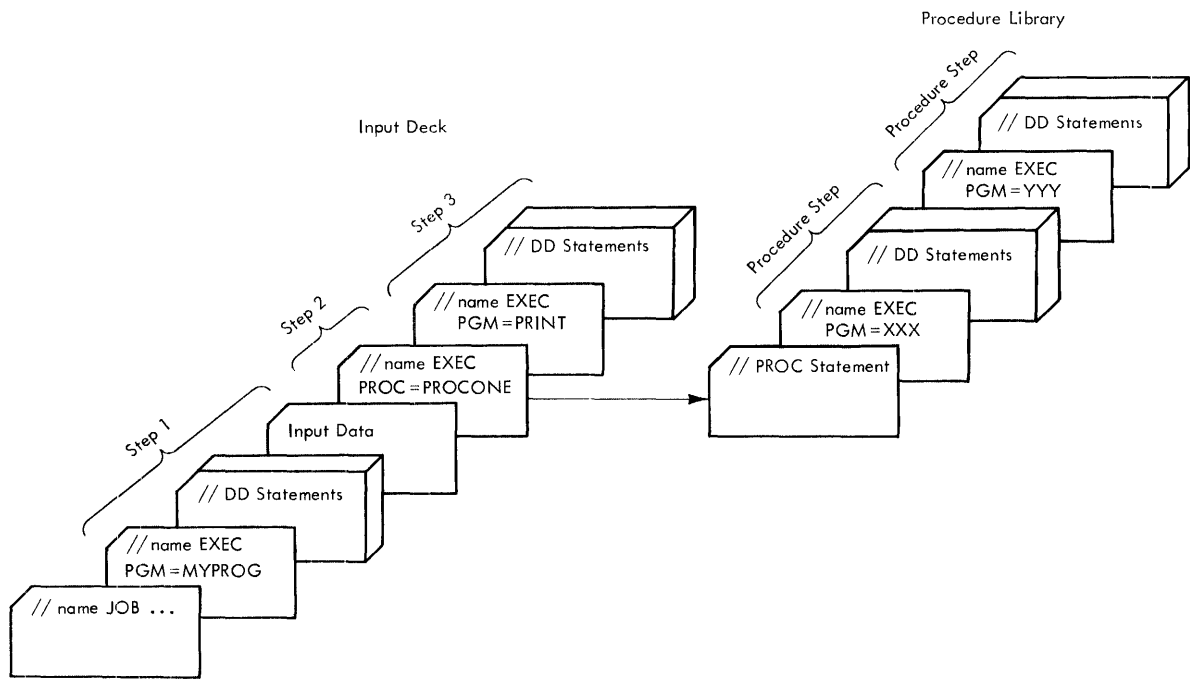 Procedure Library
Input Deck
Step 1
Step 2
Step 3
// name JOB ...
// name EXEC
PGM=MYPROG
// DD Statements
Input Data
// name EXEC
PROC=PROCONE
// name EXEC
PGM=PRINT
// DD Statements
Procedure Step
Procedure Step
// PROC Statement
// name EXEC
PGM=XXX
// DD Statements
// name EXEC
PGM=YYY
// DD Statements